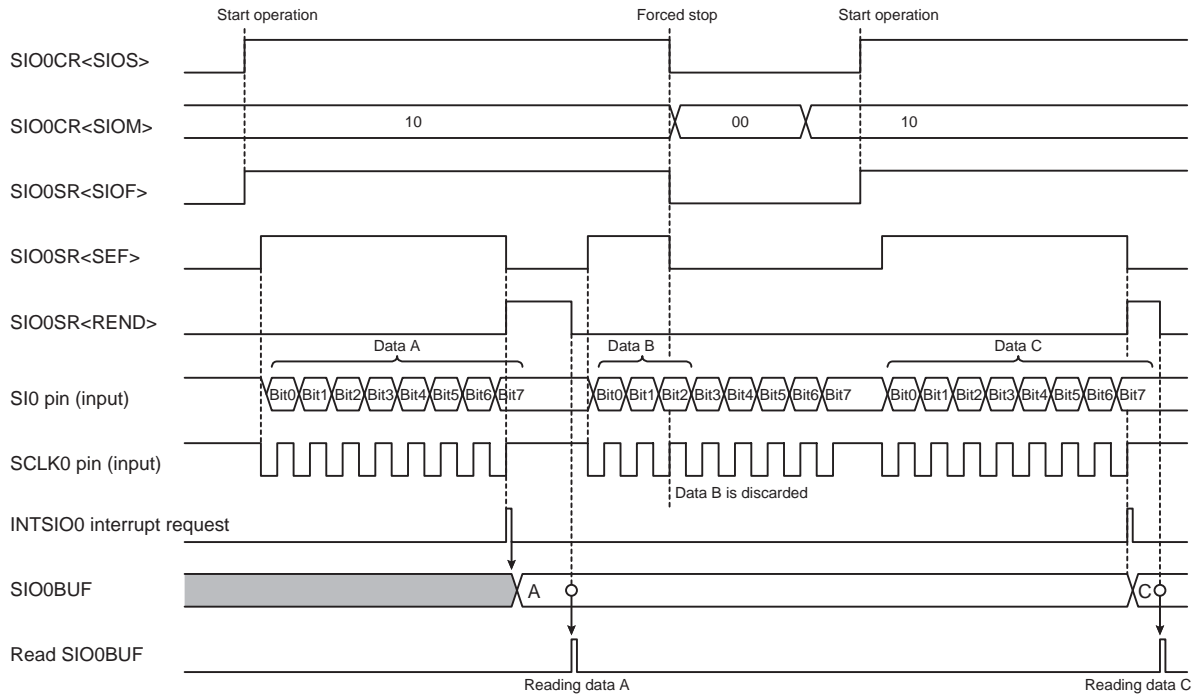 Start operation Forced stop Start operation
SIO0CR<SIOS>
SIO0CR<SIOM> 10 00 10
SIO0SR<SIOF>
SIO0SR<SEF>
SIO0SR<REND>
Data A Data B Data C
SI0 pin (input) Bit0 Bit1 Bit2 Bit3 Bit4 Bit5 Bit6 Bit7 Bit0 Bit1 Bit2 Bit3 Bit4 Bit5 Bit6 Bit7 Bit0 Bit1 Bit2 Bit3 Bit4 Bit5 Bit6 Bit7
SCLK0 pin (input)
Data B is discarded
INTSIO0 interrupt request
SIO0BUF A C
Read SIO0BUF
Reading data A Reading data C